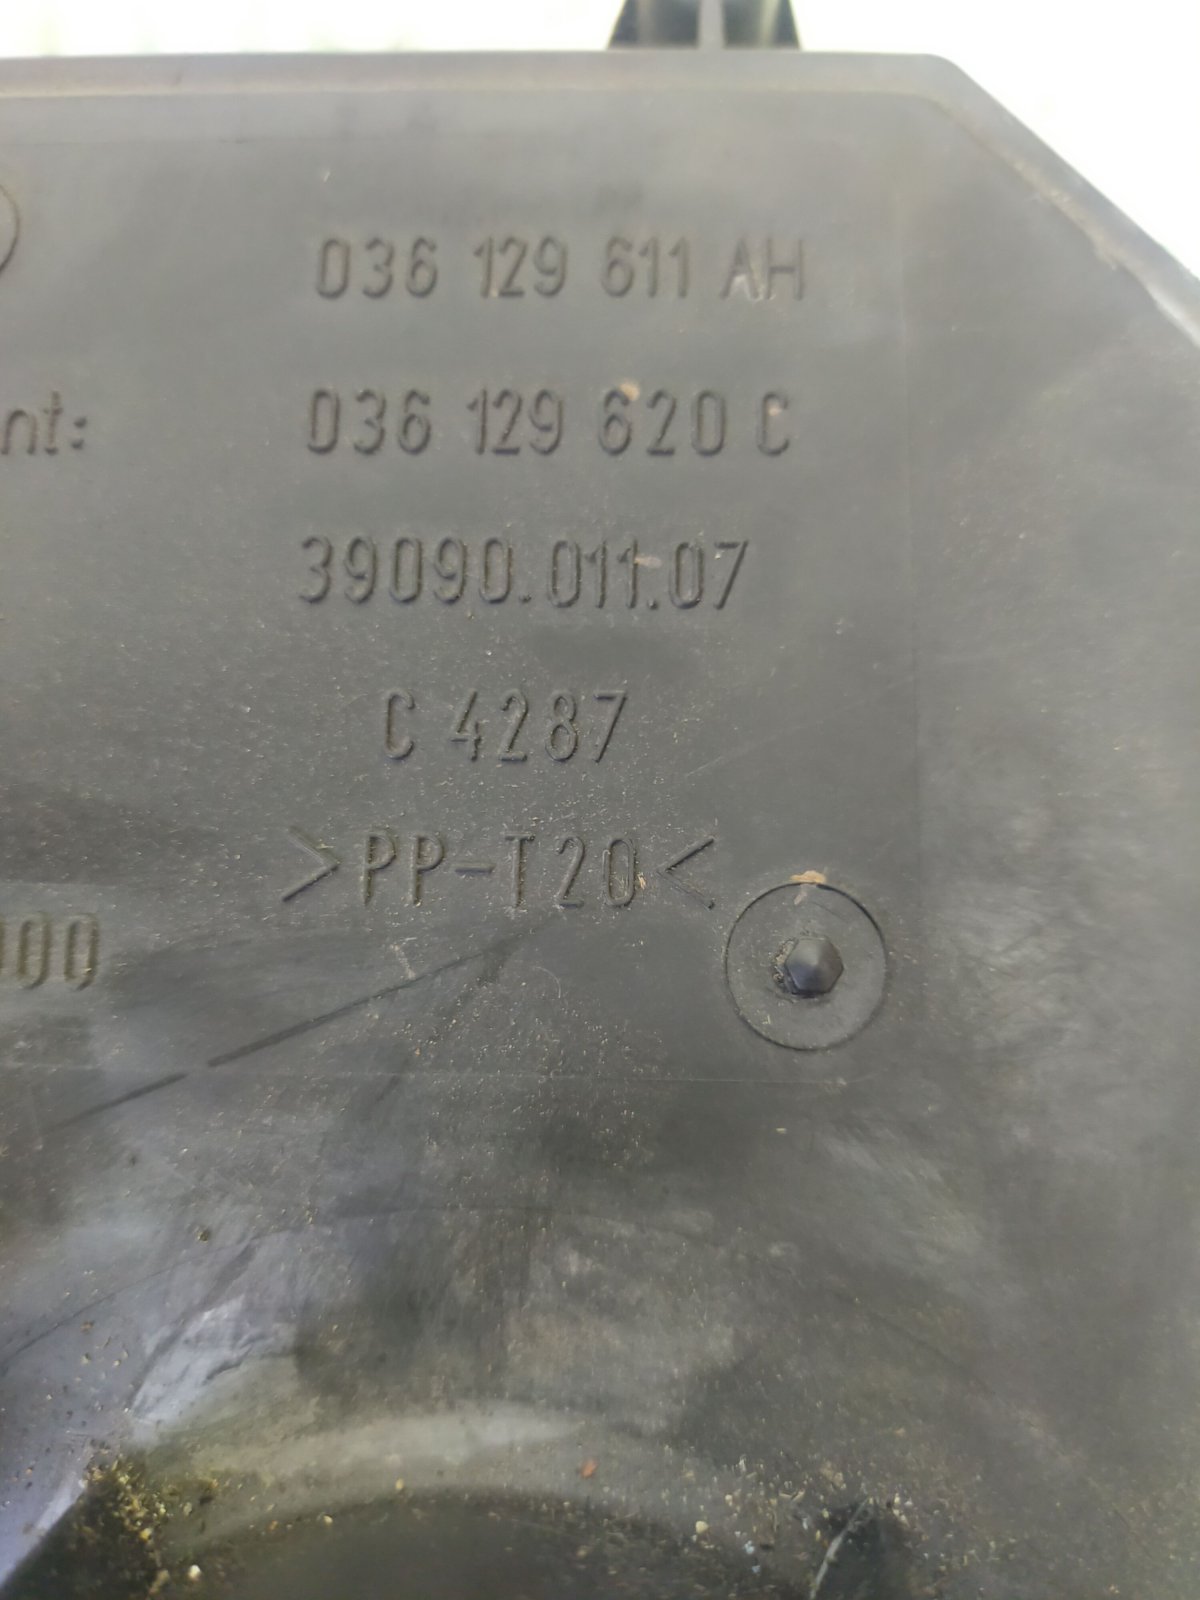 036 129 611 AH
nt: 036 129 620 C
39090.011.07
C 4287
>PP-T20<
000